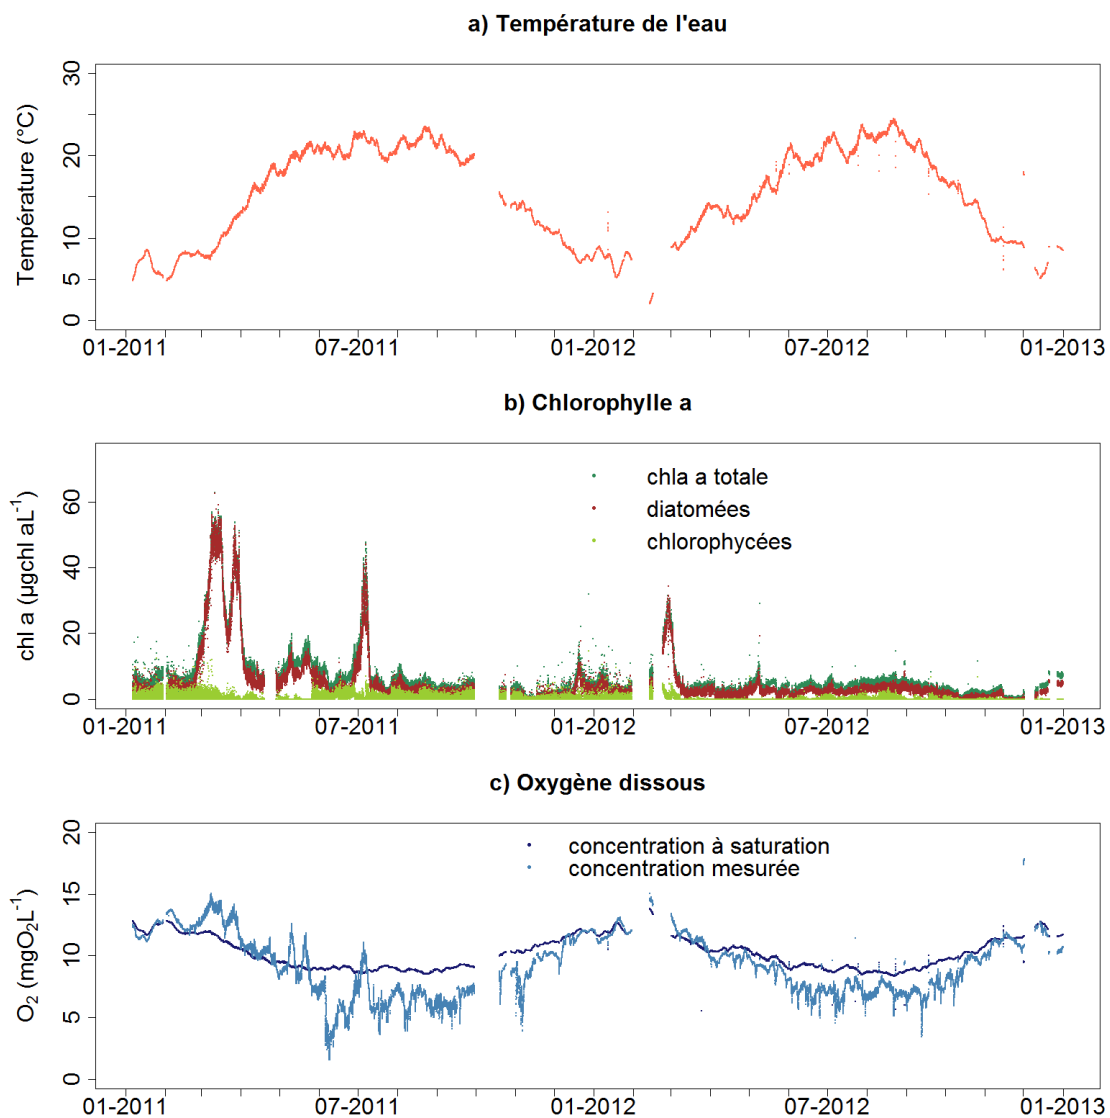 a) Température de l'eau
Température (°C)
30
20
10
5
0
01-2011
07-2011
01-2012
07-2012
01-2013
b) Chlorophylle a
chl a (µgchl aL⁻¹)
60
40
20
0
chla a totale
diatomées
chlorophycées
01-2011
07-2011
01-2012
07-2012
01-2013
c) Oxygène dissous
O₂ (mgO₂L⁻¹)
20
15
10
5
0
concentration à saturation
concentration mesurée
01-2011
07-2011
01-2012
07-2012
01-2013